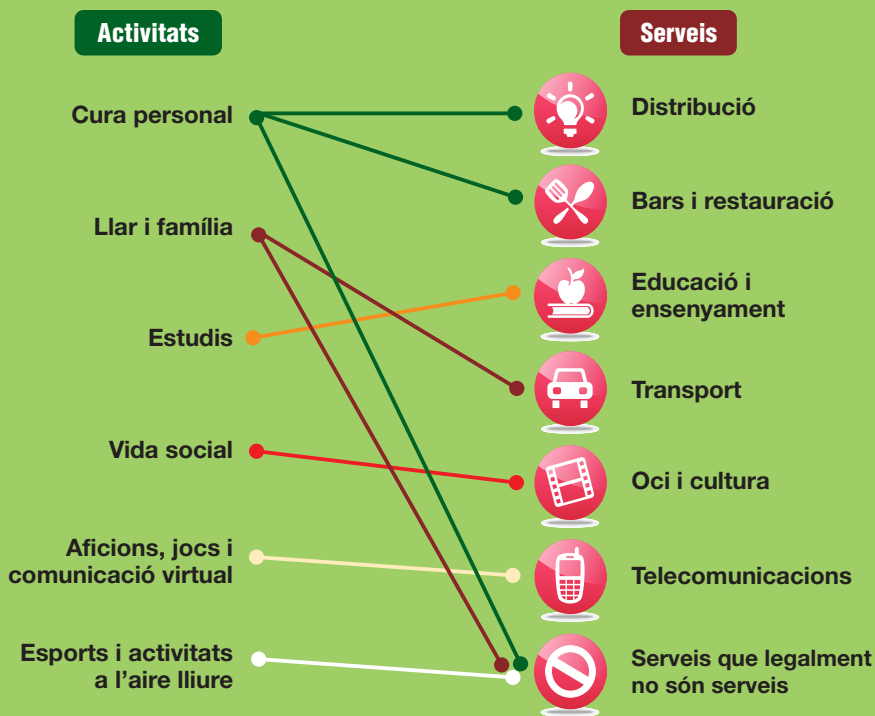 Activitats
Serveis
Cura personal
Llar i família
Estudis
Vida social
Aficions, jocs i
comunicació virtual
Esports i activitats
a l’aire lliure
Distribució
Bars i restauració
Educació i
ensenyament
Transport
Oci i cultura
Telecomunicacions
Serveis que legalment
no són serveis